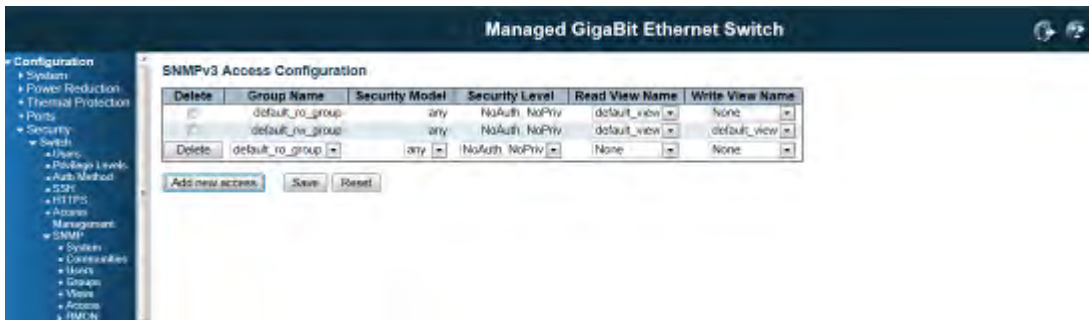 Managed GigaBit Ethernet Switch
Configuration
System
Power Reduction
Thermal Protection
Ports
Security
Switch
Users
Privilege Levels
Auth Method
SSH
HTTPS
Access
Management
SNMP
System
Communities
Users
Groups
Views
Access
RMON
SNMPv3 Access Configuration
Delete Group Name Security Model Security Level Read View Name Write View Name
default_ro_group any NoAuth, NoPriv default_view None
default_rw_group any NoAuth, NoPriv default_view default_view
Delete default_ro_group any NoAuth, NoPriv None None
Add new access Save Reset